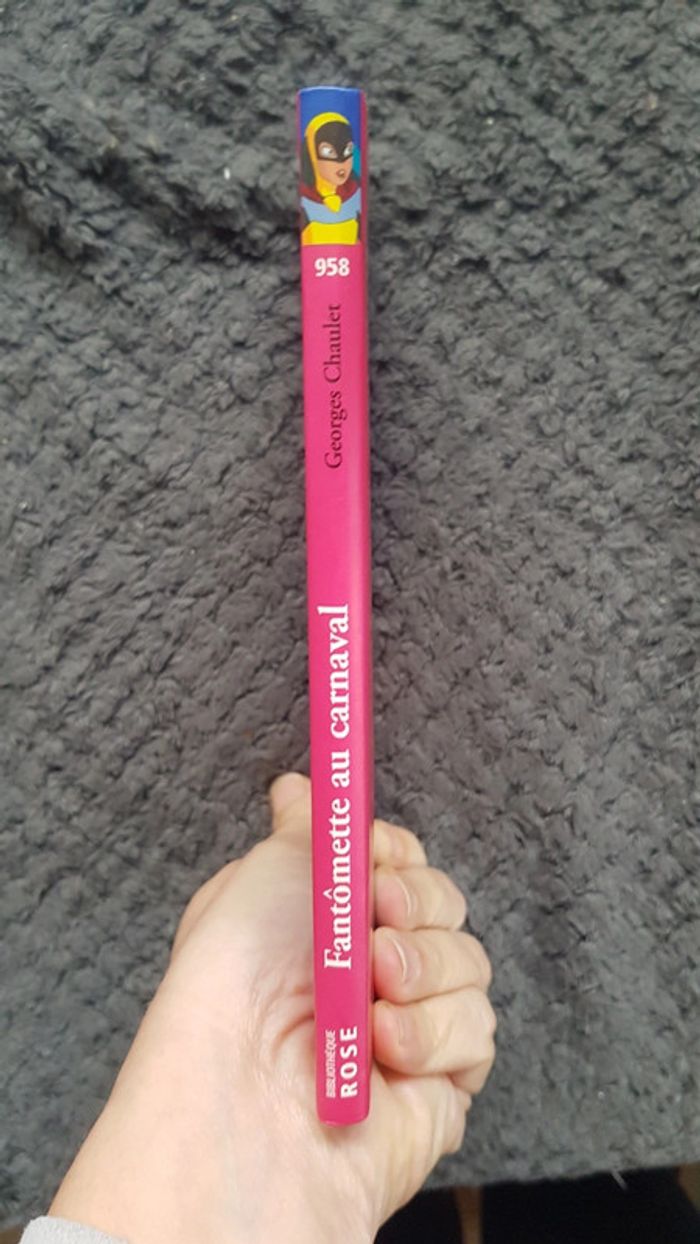 958
Georges Chaulet
Fantômette au carnaval
BIBLIOTHÈQUE
ROSE